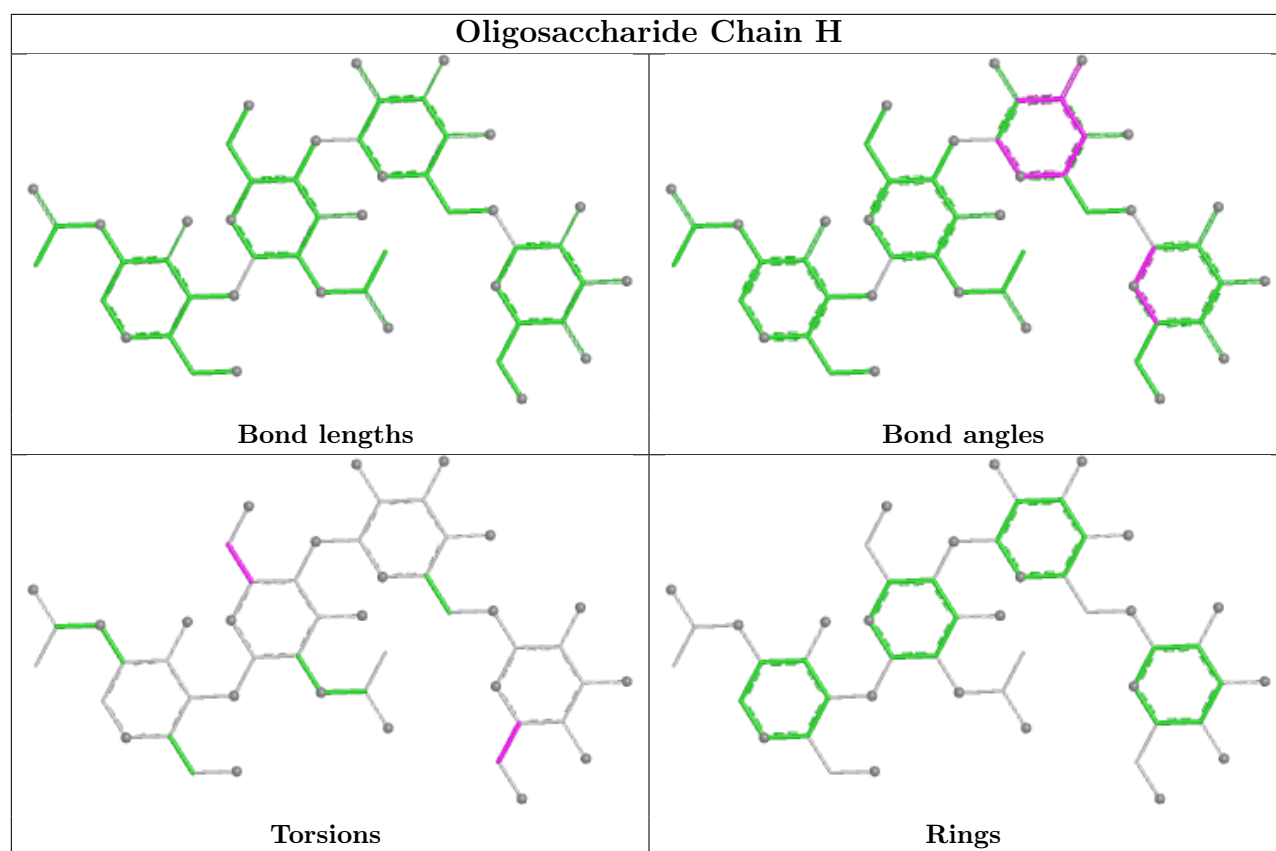 Oligosaccharide Chain H
Bond lengths
Bond angles
Torsions
Rings